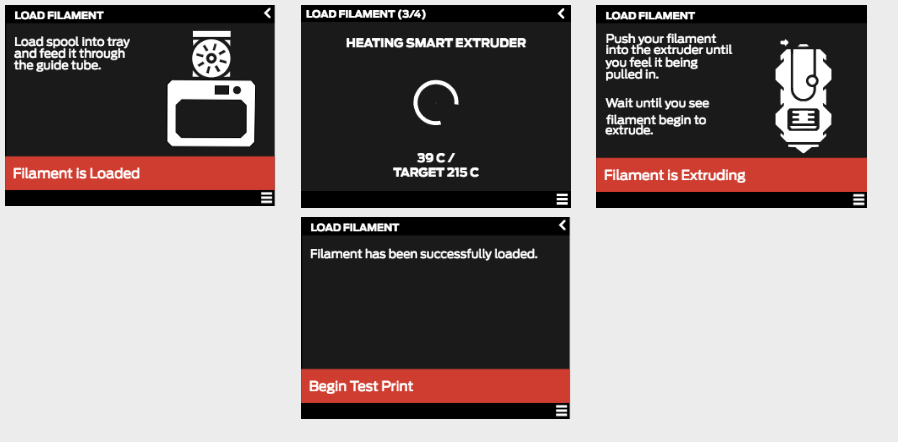 LOAD FILAMENT
Load spool into tray
and feed it through
the guide tube.
Filament is Loaded
LOAD FILAMENT (3/4)
HEATING SMART EXTRUDER
39 C /
TARGET 215 C
LOAD FILAMENT
Push your filament
into the extruder until
you feel it being
pulled in.
Wait until you see
filament begin to
extrude.
Filament is Extruding
LOAD FILAMENT
Filament has been successfully loaded.
Begin Test Print